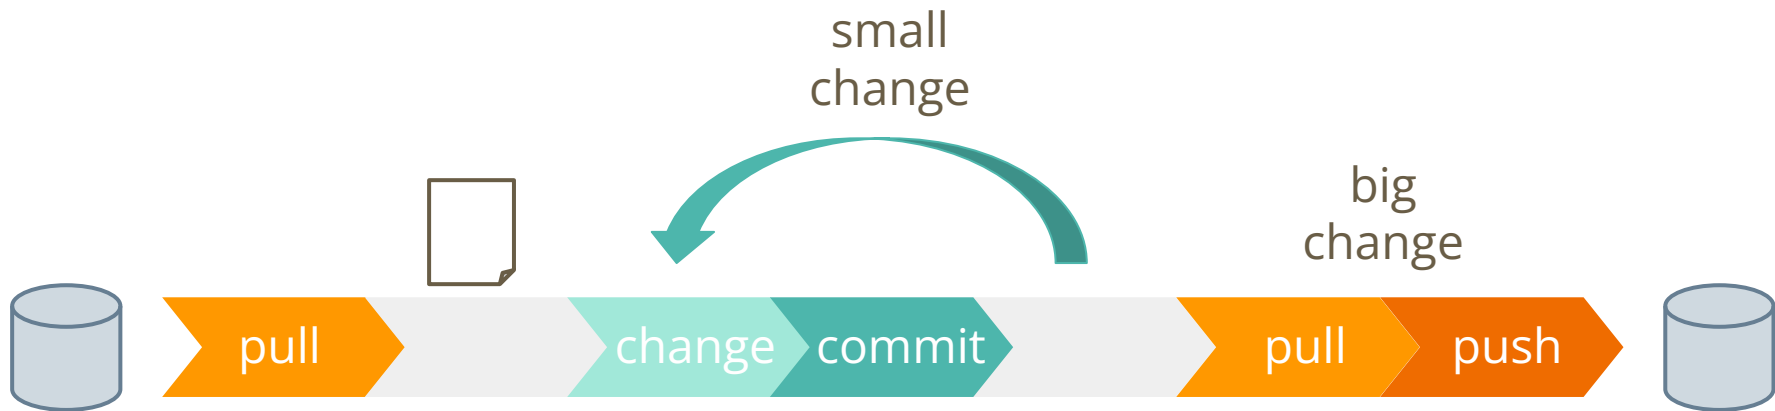 small
change
big
change
pull
change
commit
pull
push